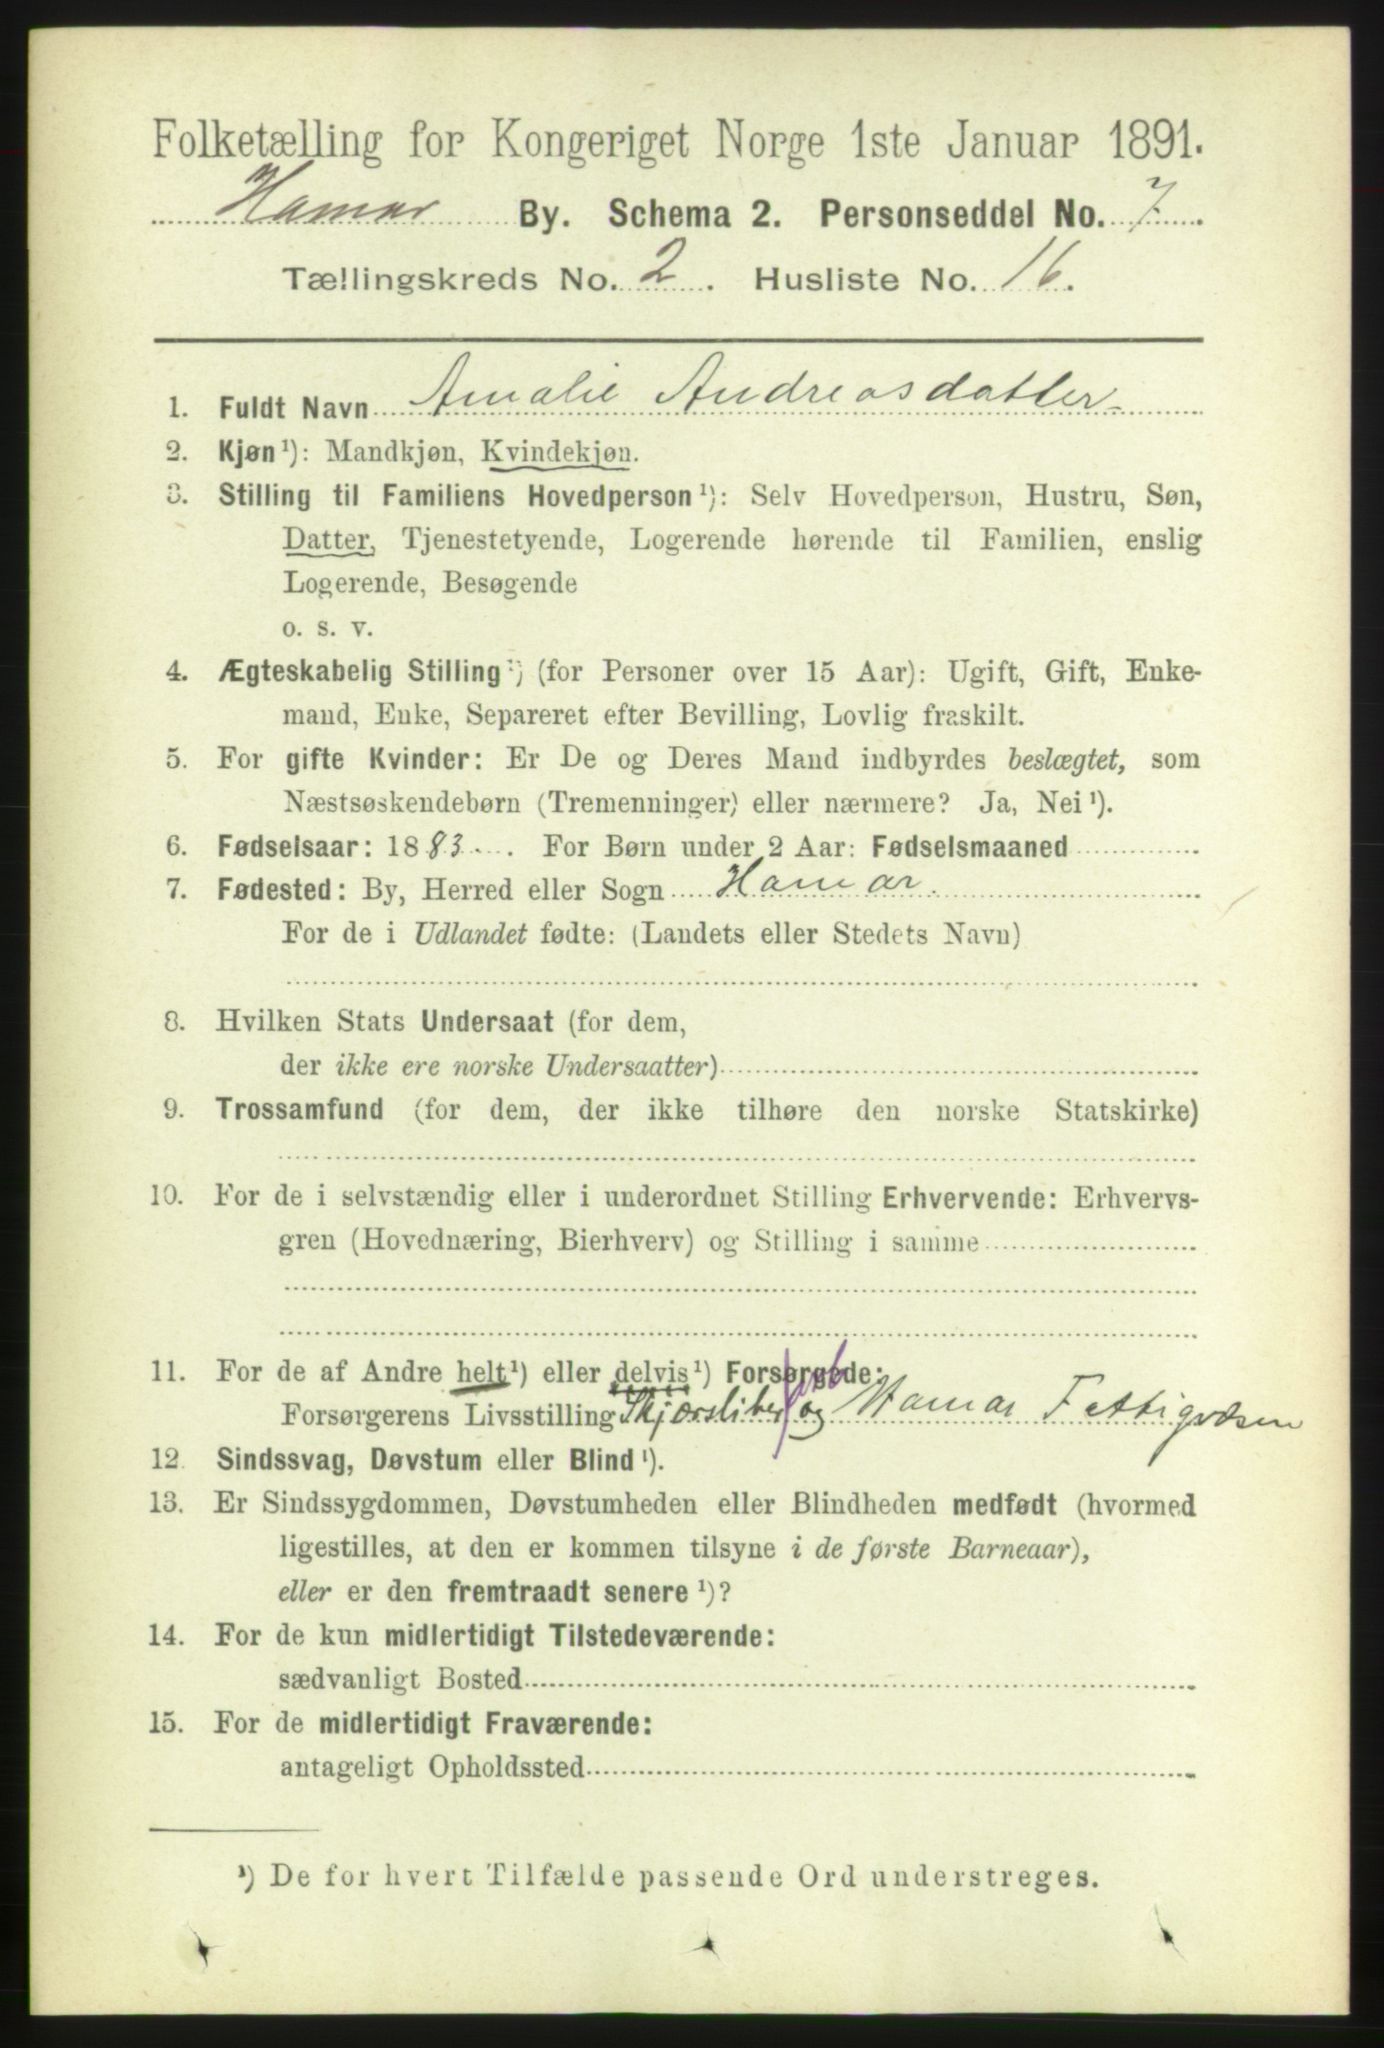 Folketælling for Kongeriget Norge 1ste Januar 1891.
Hamar By. Schema 2. Personseddel No. 7.
Tællingskreds No. 2. Husliste No. 16.
1. Fuldt Navn Amalie Andreasdatter
2. Kjøn¹): Mandkjøn, Kvindekjøn.
3. Stilling til Familiens Hovedperson¹): Selv Hovedperson, Hustru, Søn,
Datter, Tjenestetyende, Logerende hørende til Familien, enslig
Logerende, Besøgende
o. s. v.
4. Ægteskabelig Stilling¹) (for Personer over 15 Aar): Ugift, Gift, Enke-
mand, Enke, Separeret efter Bevilling, Lovlig fraskilt.
5. For gifte Kvinder: Er De og Deres Mand indbyrdes beslægtet, som
Næstsøskendebørn (Tremenninger) eller nærmere? Ja, Nei¹).
6. Fødselsaar: 1883. For Børn under 2 Aar: Fødselsmaaned
7. Fødested: By, Herred eller Sogn Hamar.
For de i Udlandet fødte: (Landets eller Stedets Navn)
8. Hvilken Stats Undersaat (for dem,
der ikke ere norske Undersaatter)
9. Trossamfund (for dem, der ikke tilhøre den norske Statskirke)
10. For de i selvstændig eller i underordnet Stilling Erhvervende: Erhvervs-
gren (Hovednæring, Bierhverv) og Stilling i samme
11. For de af Andre helt¹) eller delvis¹) Forsørgede:
Forsørgerens Livsstilling Skjærsliber og Hamar Fattigvæsen
12. Sindssvag, Døvstum eller Blind¹).
13. Er Sindssygdommen, Døvstumheden eller Blindheden medfødt (hvormed
ligestilles, at den er kommen tilsyne i de første Barneaar),
eller er den fremtraadt senere¹)?
14. For de kun midlertidigt Tilstedeværende:
sædvanligt Bosted
15. For de midlertidigt Fraværende:
antageligt Opholdssted
¹) De for hvert Tilfælde passende Ord understreges.